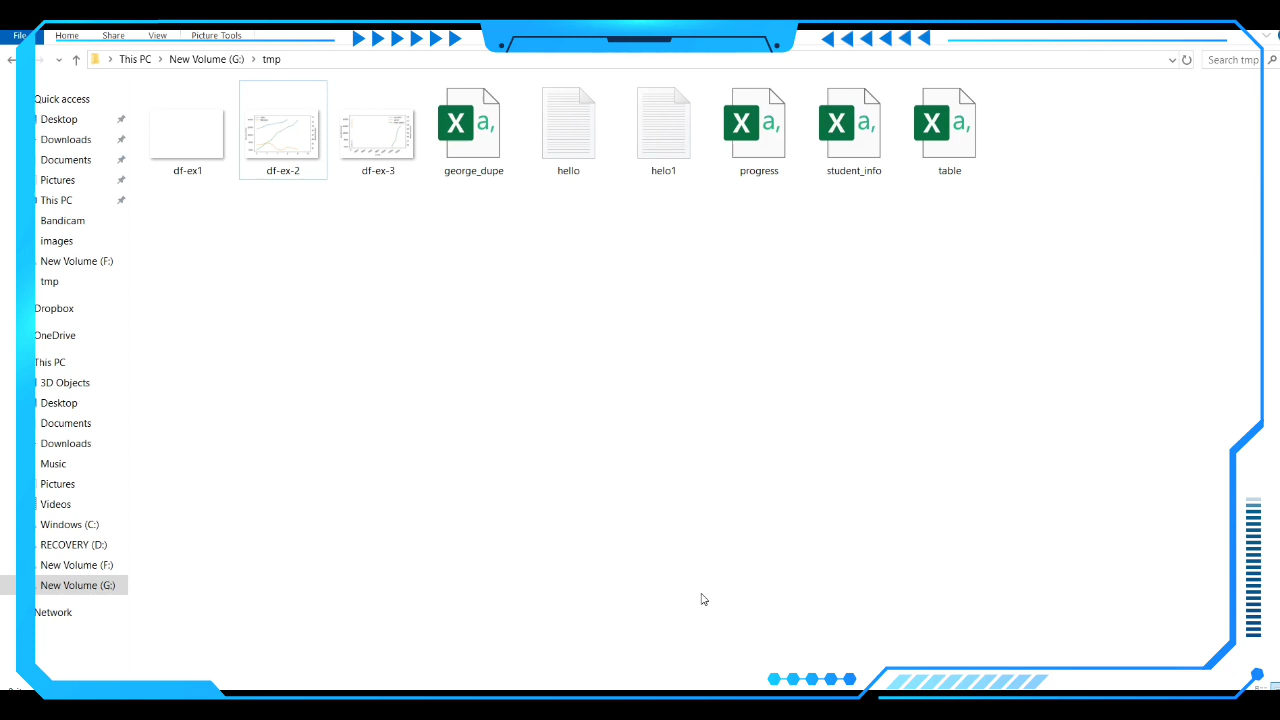 File Home Share View Picture Tools
This PC New Volume (G:) tmp Search tmp
Quick access
Desktop
Downloads
Documents
Pictures
This PC
Bandicam
images
New Volume (F:)
tmp
Dropbox
OneDrive
This PC
3D Objects
Desktop
Documents
Downloads
Music
Pictures
Videos
Windows (C:)
RECOVERY (D:)
New Volume (F:)
New Volume (G:)
Network
X a, X a, X a, X a,
df-ex1 df-ex-2 df-ex-3 george_dupe hello helo1 progress student_info table